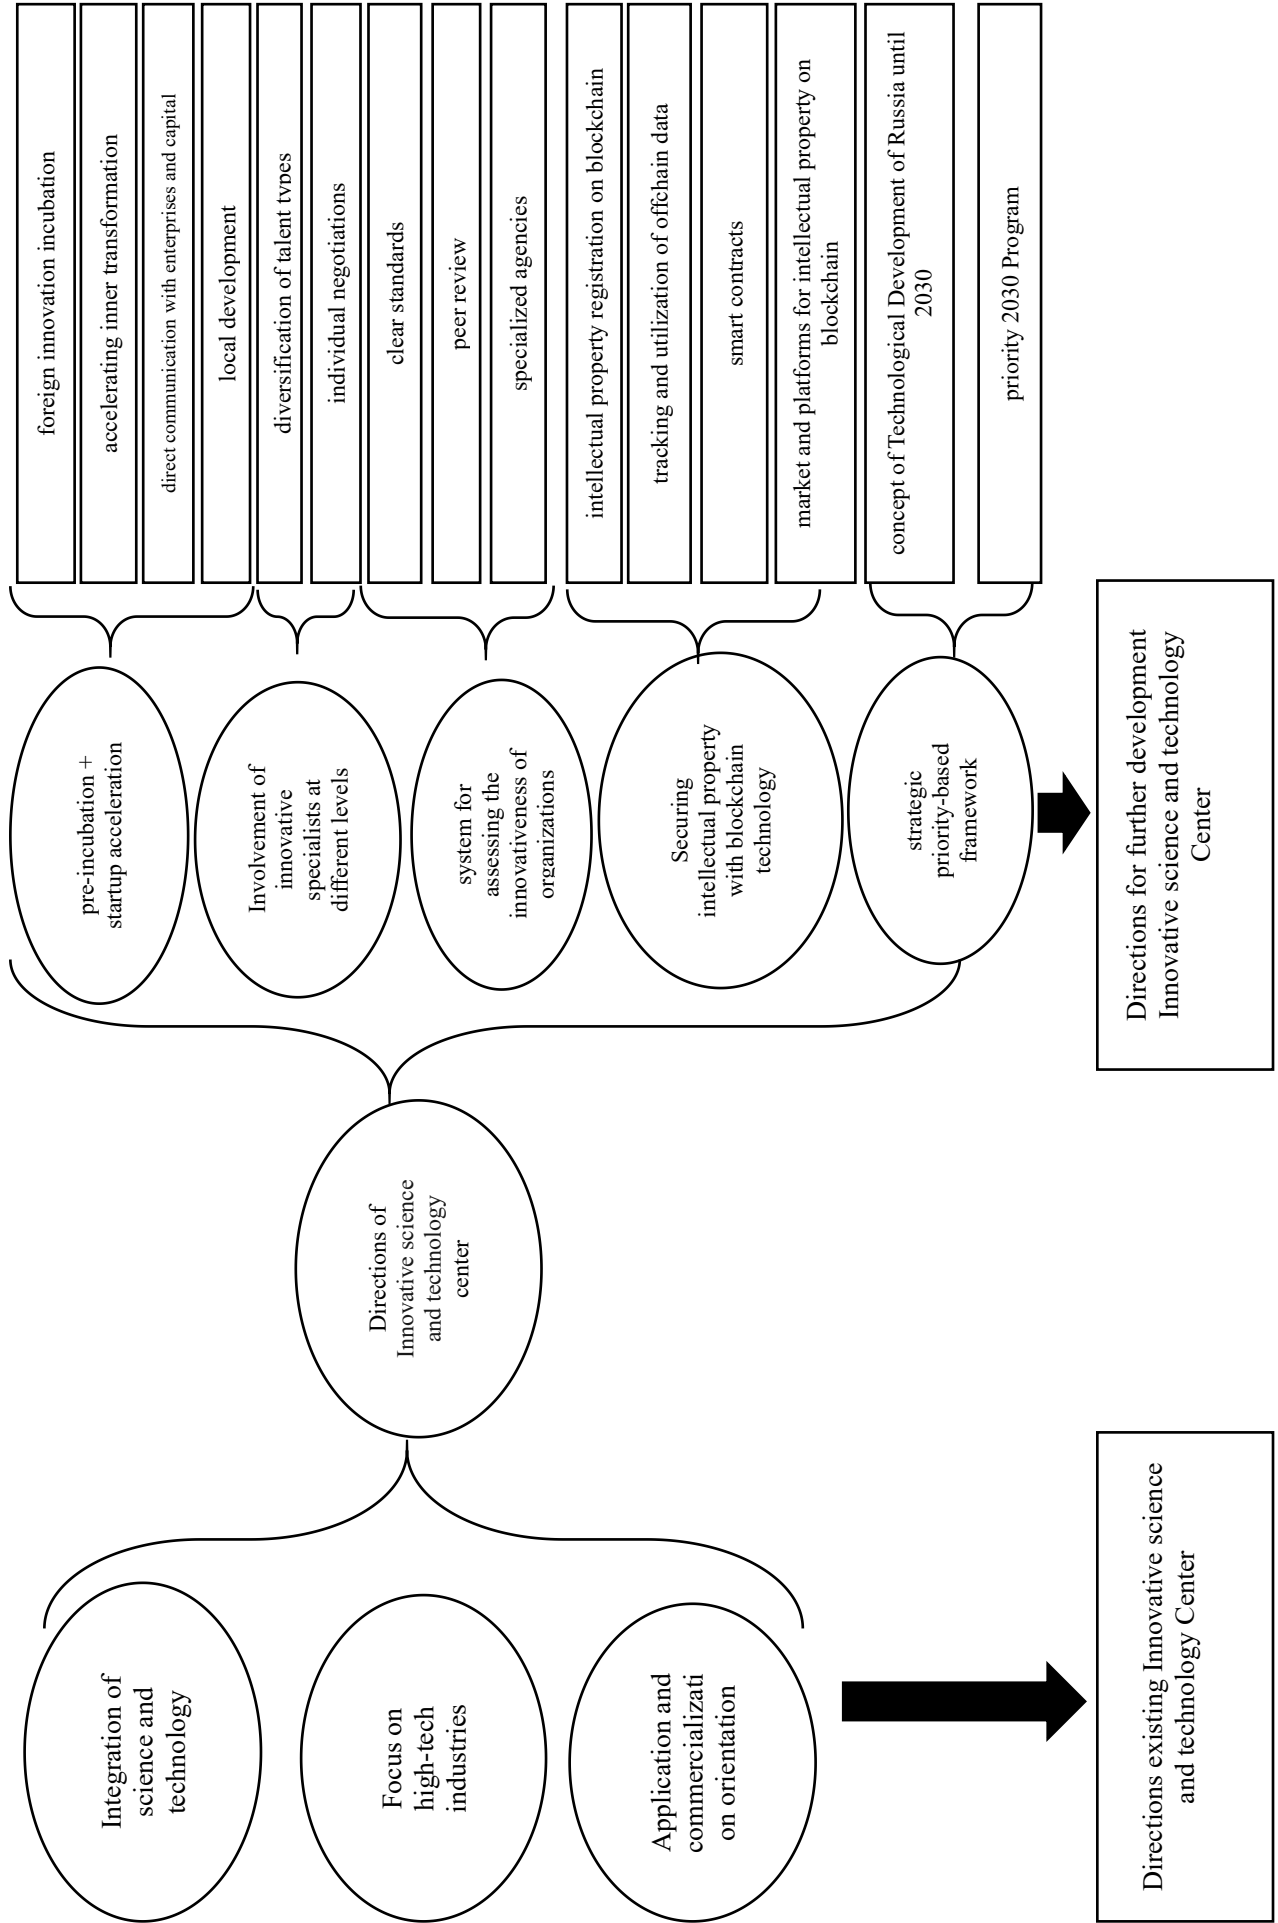 Integration of
science and
technology
Focus on
high-tech
industries
Application and
commercializati
on orientation
Directions existing Innovative science
and technology Center
Directions of
Innovative science
and technology
center
pre-incubation +
startup acceleration
Involvement of
innovative
specialists at
different levels
system for
assessing the
innovativeness of
organizations
Securing
intellectual property
with blockchain
technology
strategic
priority-based
framework
Directions for further development
Innovative science and technology
Center
foreign innovation incubation
accelerating inner transformation
direct communication with enterprises and capital
local development
diversification of talent types
individual negotiations
clear standards
peer review
specialized agencies
intellectual property registration on blockchain
tracking and utilization of offchain data
smart contracts
market and platforms for intellectual property on
blockchain
concept of Technological Development of Russia until
2030
priority 2030 Program